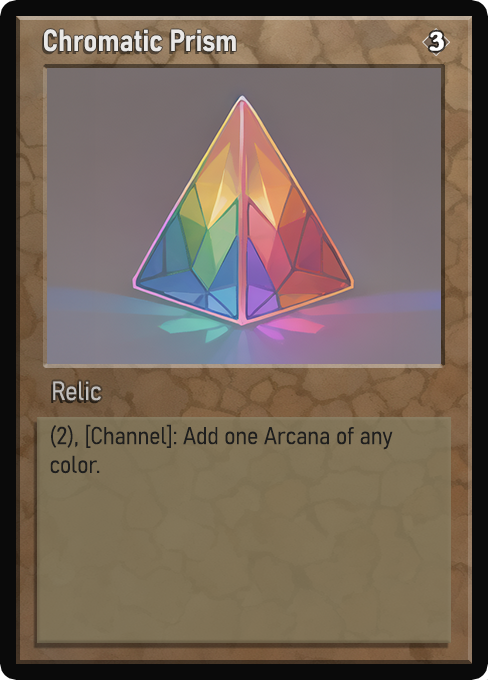 Chromatic Prism
3
Relic
(2), [Channel]: Add one Arcana of any
color.